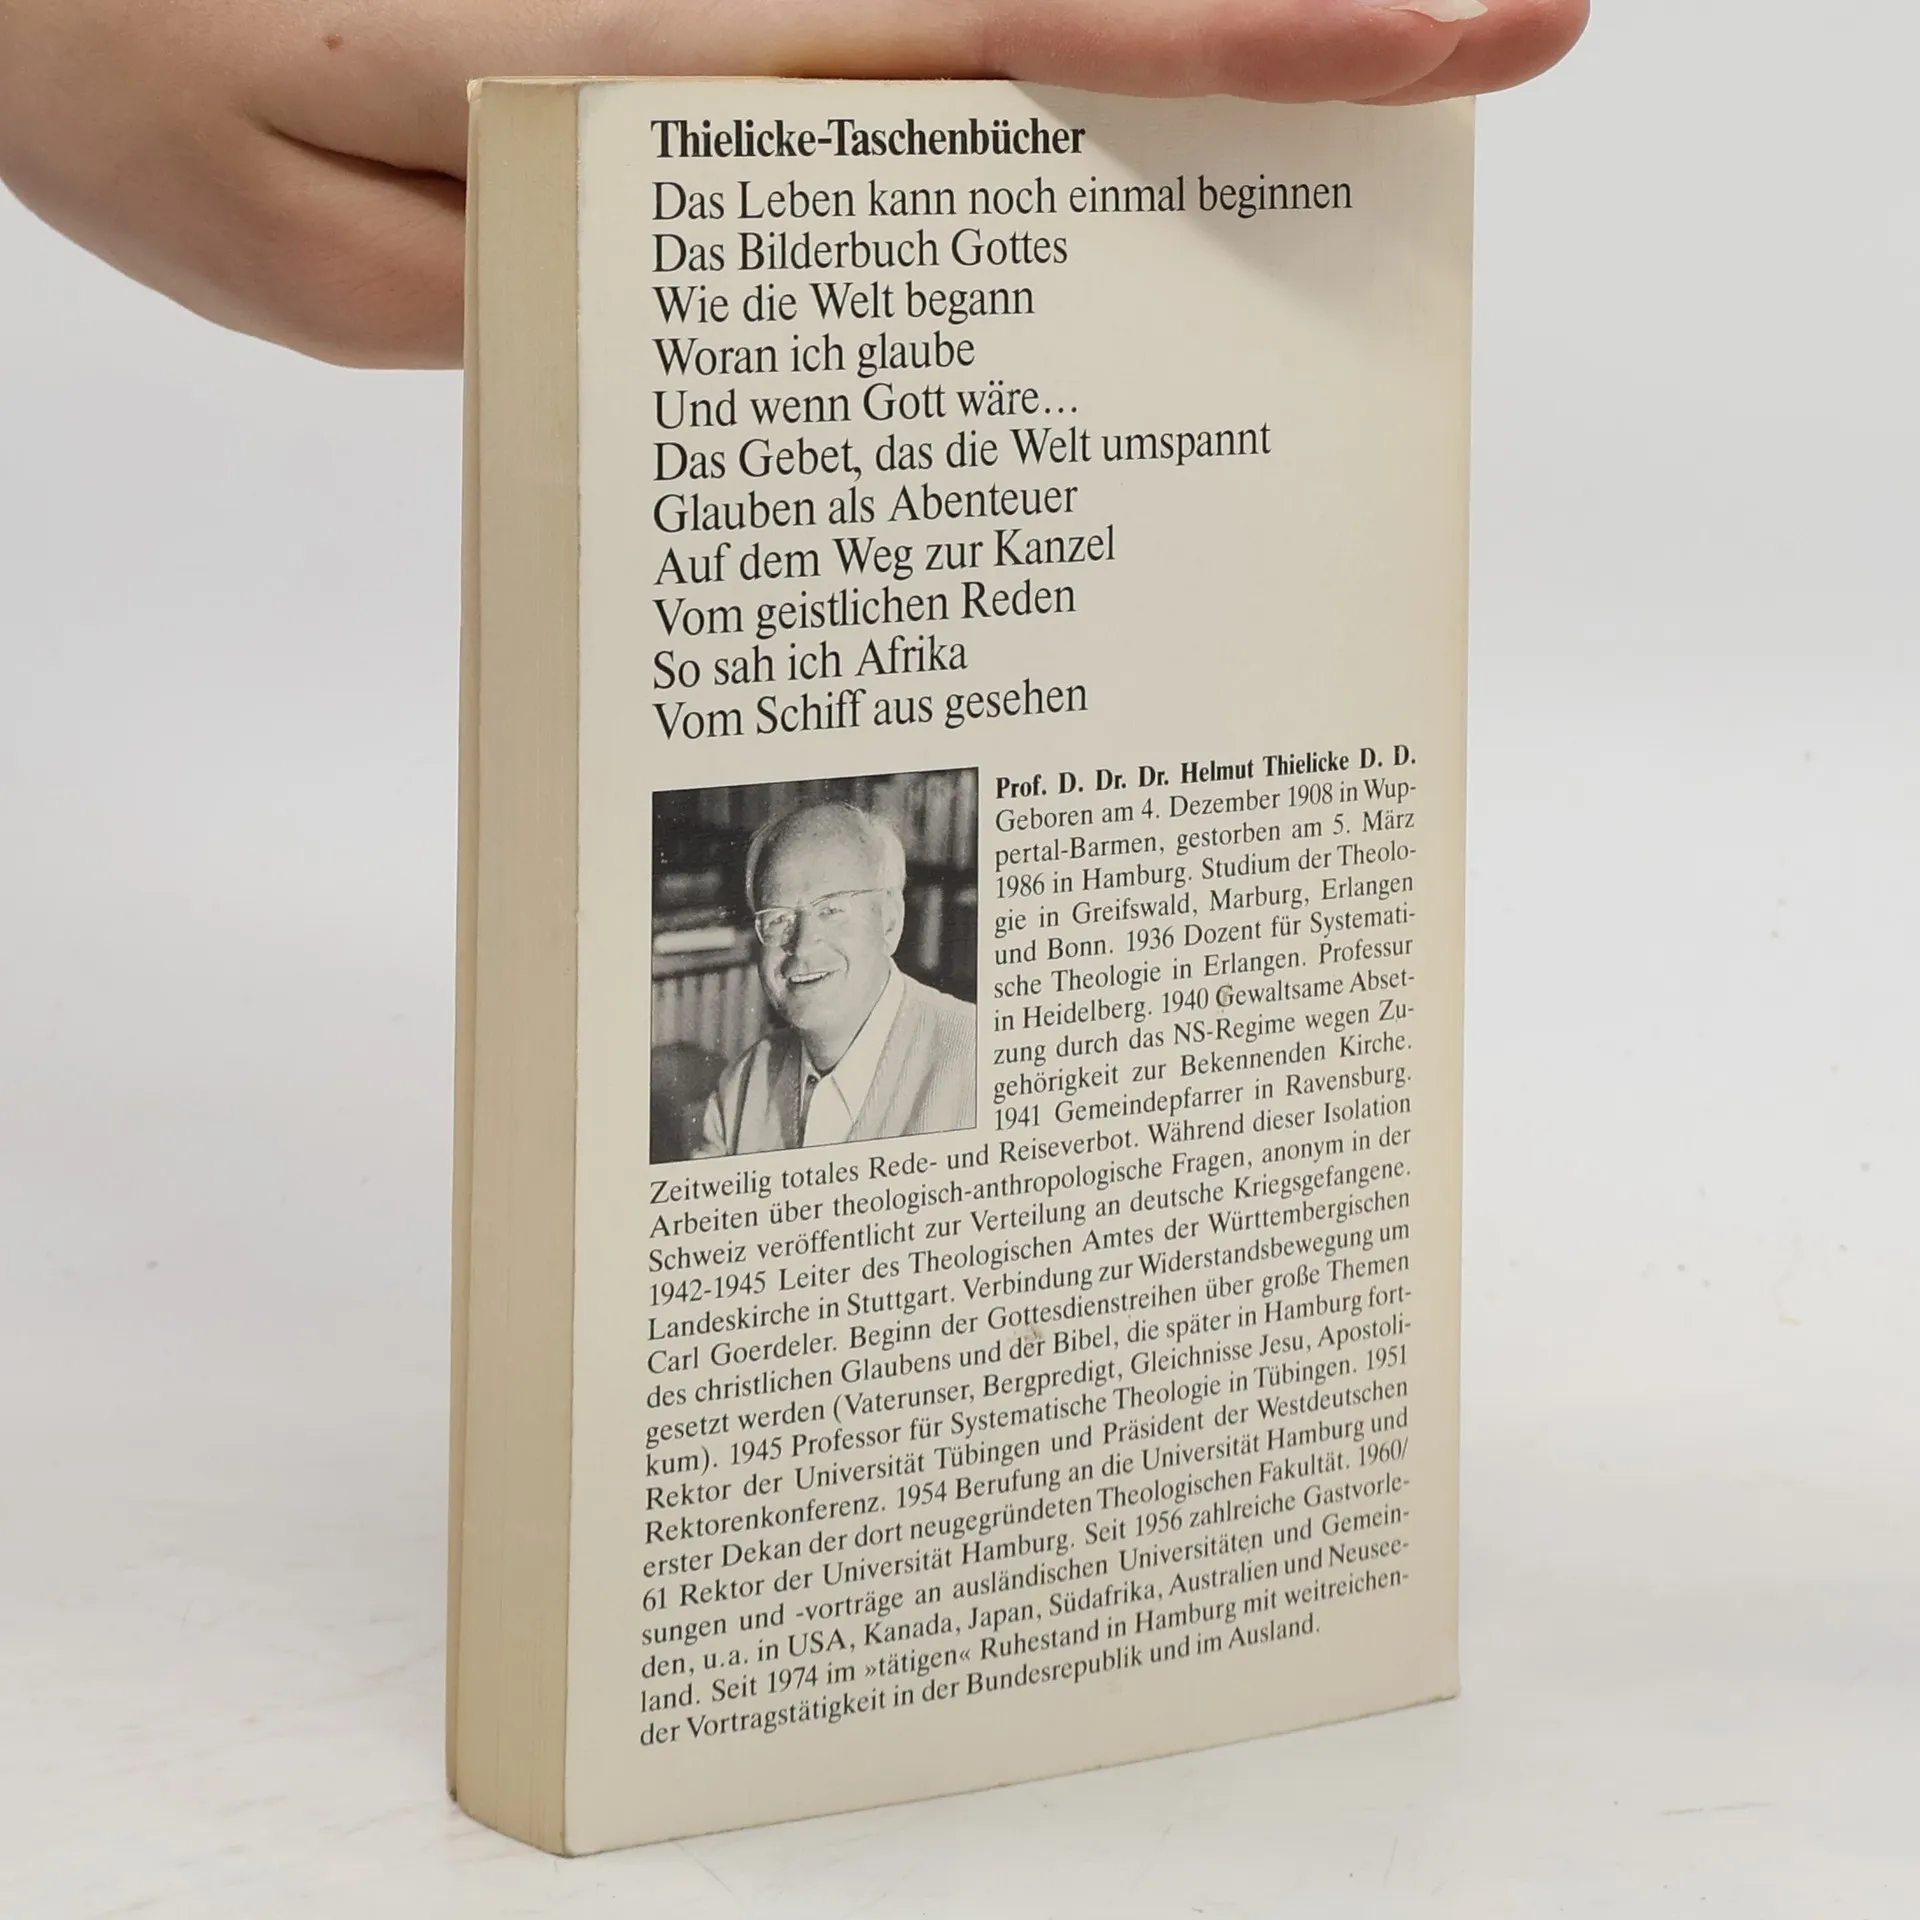 Thielicke-Taschenbücher
Das Leben kann noch einmal beginnen
Das Bilderbuch Gottes
Wie die Welt begann
Woran ich glaube
Und wenn Gott wäre...
Das Gebet, das die Welt umspannt
Glauben als Abenteuer
Auf dem Weg zur Kanzel
Vom geistlichen Reden
So sah ich Afrika
Vom Schiff aus gesehen
Prof. D. Dr. Dr. Helmut Thielicke D. D.
Geboren am 4. Dezember 1908 in Wup-
pertal-Barmen, gestorben am 5. März
1986 in Hamburg. Studium der Theolo-
gie in Greifswald, Marburg, Erlangen
und Bonn. 1936 Dozent für Systemati-
sche Theologie in Erlangen. Professur
in Heidelberg. 1940 Gewaltsame Abset-
zung durch das NS-Regime wegen Zu-
gehörigkeit zur Bekennenden Kirche.
1941 Gemeindepfarrer in Ravensburg.
Zeitweilig totales Rede- und Reiseverbot. Während dieser Isolation
Arbeiten über theologisch-anthropologische Fragen, anonym in der
Schweiz veröffentlicht zur Verteilung an deutsche Kriegsgefangene.
1942-1945 Leiter des Theologischen Amtes der Württembergischen
Landeskirche in Stuttgart. Verbindung zur Widerstandsbewegung um
Carl Goerdeler. Beginn der Gottesdienstreihen über große Themen
des christlichen Glaubens und der Bibel, die später in Hamburg fort-
gesetzt werden (Vaterunser, Bergpredigt, Gleichnisse Jesu, Apostoli-
kum). 1945 Professor für Systematische Theologie in Tübingen. 1951
Rektor der Universität Tübingen und Präsident der Westdeutschen
Rektorenkonferenz. 1954 Berufung an die Universität Hamburg und
erster Dekan der dort neugegründeten Theologischen Fakultät. 1960/
61 Rektor der Universität Hamburg. Seit 1956 zahlreiche Gastvorle-
sungen und -vorträge an ausländischen Universitäten und Gemein-
den, u.a. in USA, Kanada, Japan, Südafrika, Australien und Neusee-
land. Seit 1974 im »tätigen« Ruhestand in Hamburg mit weitreichen-
der Vortragstätigkeit in der Bundesrepublik und im Ausland.